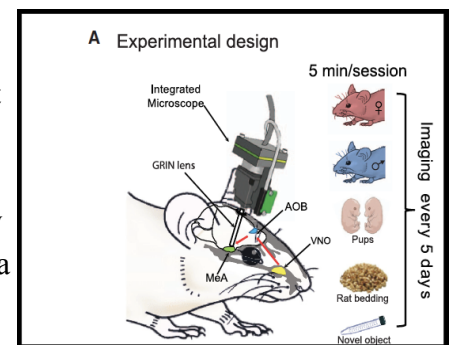 A Experimental design
5 min/session
Integrated
Microscope
GRIN lens
AOB
VNO
MeA
♀
♂
Pups
Rat bedding
Novel object
Imaging every 5 days
a